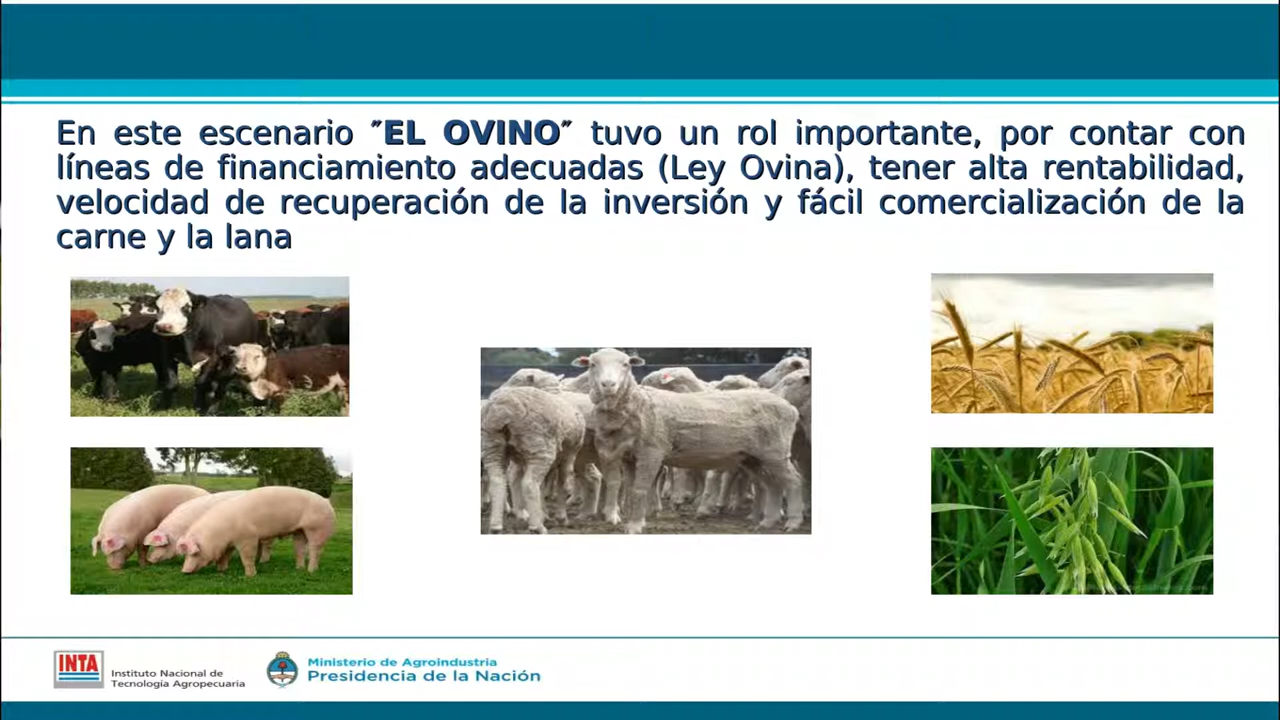 En este escenario ˝EL OVINO˝ tuvo un rol importante, por contar con
líneas de financiamiento adecuadas (Ley Ovina), tener alta rentabilidad,
velocidad de recuperación de la inversión y fácil comercialización de la
carne y la lana
INTA
Instituto Nacional de
Tecnología Agropecuaria
Ministerio de Agroindustria
Presidencia de la Nación